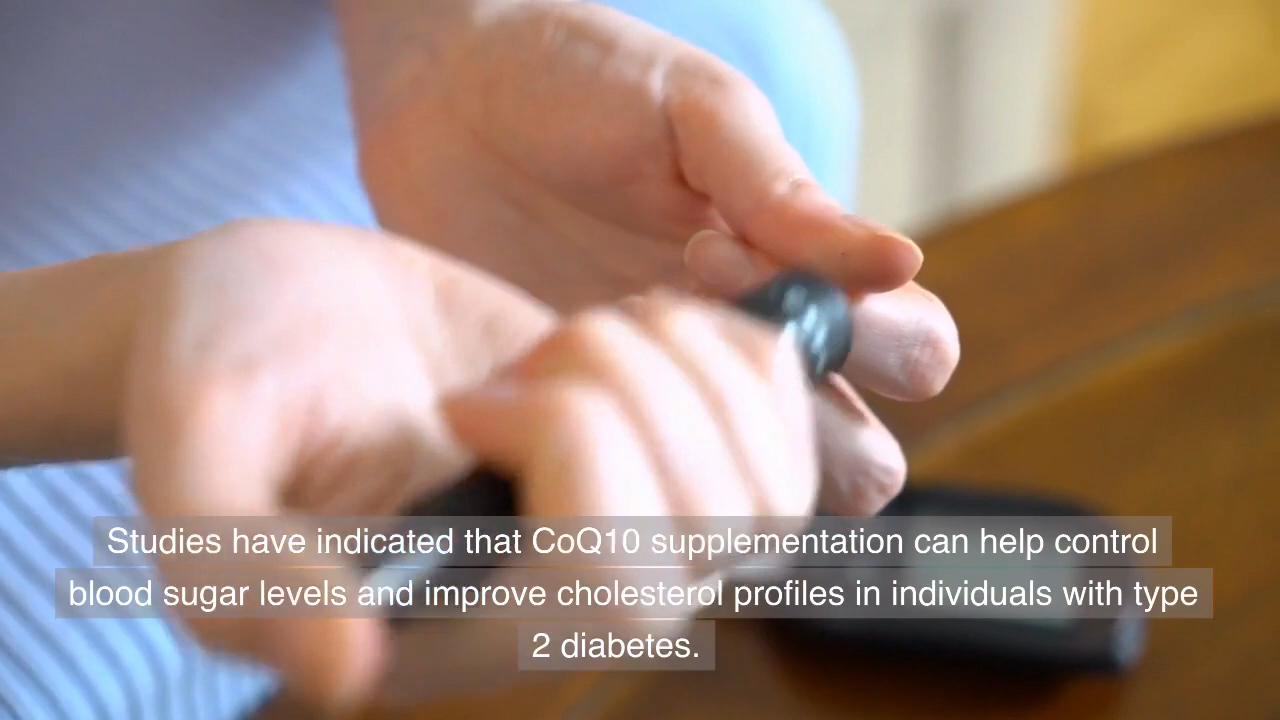 Studies have indicated that CoQ10 supplementation can help control
blood sugar levels and improve cholesterol profiles in individuals with type
2 diabetes.